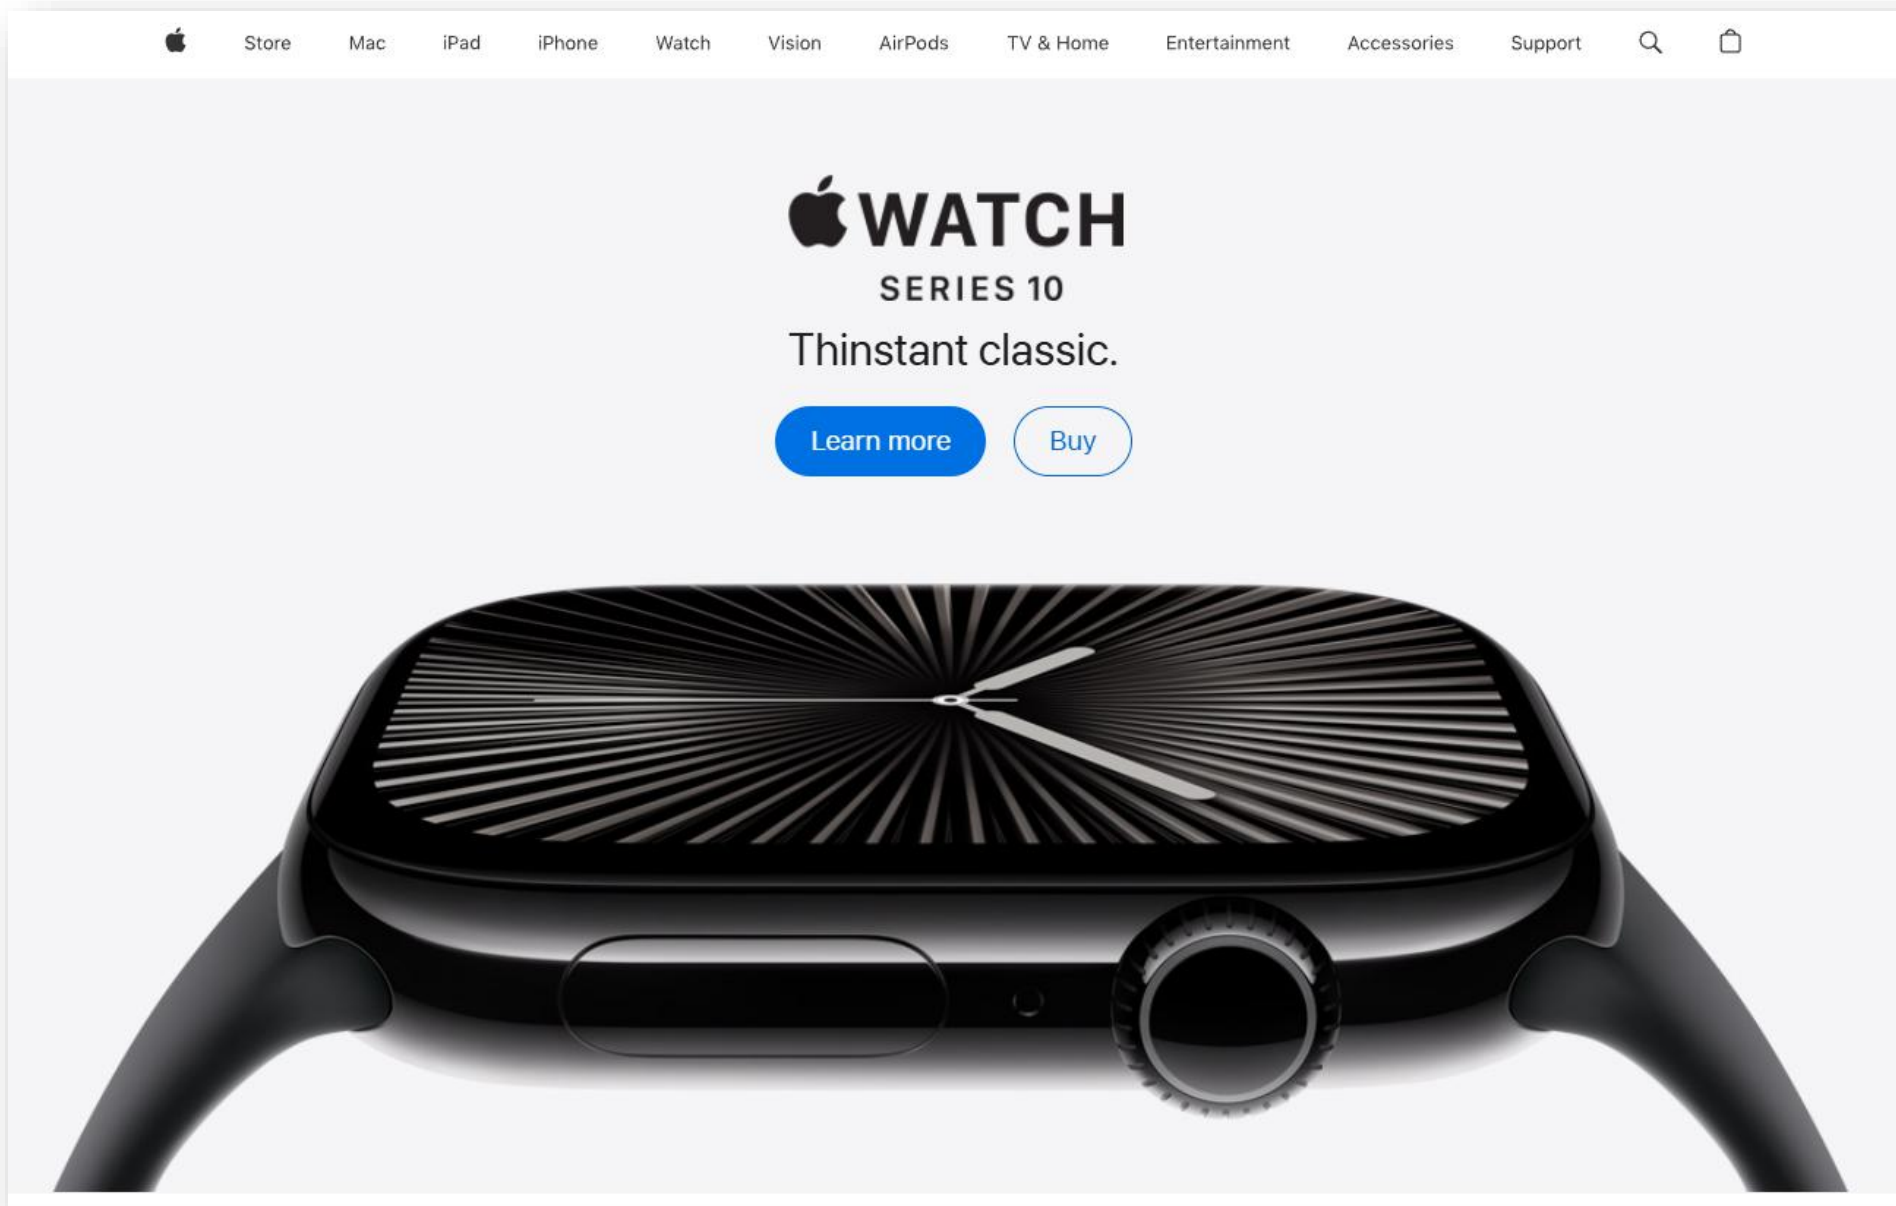 Store Mac iPad iPhone Watch Vision AirPods TV & Home Entertainment Accessories Support
WATCH
SERIES 10
Thinstant classic.
Learn more Buy